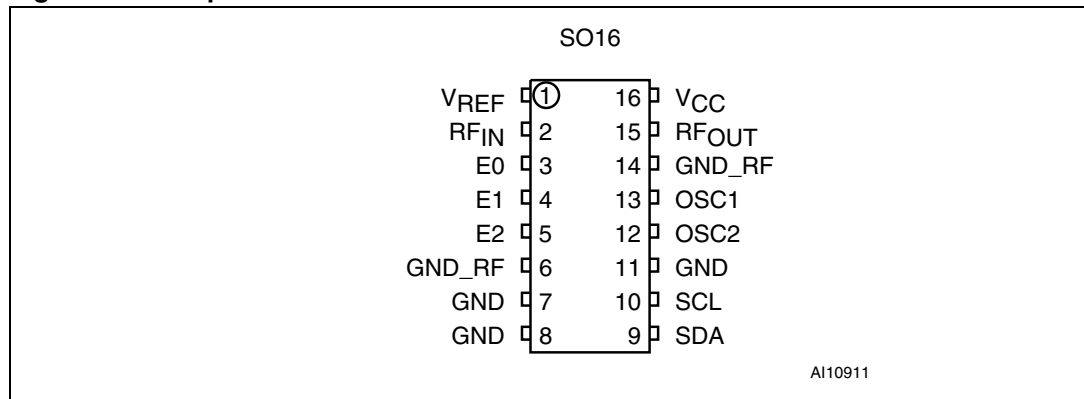 SO16
VREF 1 16 VCC
RFIN 2 15 RFOUT
E0 3 14 GND_RF
E1 4 13 OSC1
E2 5 12 OSC2
GND_RF 6 11 GND
GND 7 10 SCL
GND 8 9 SDA
AI10911